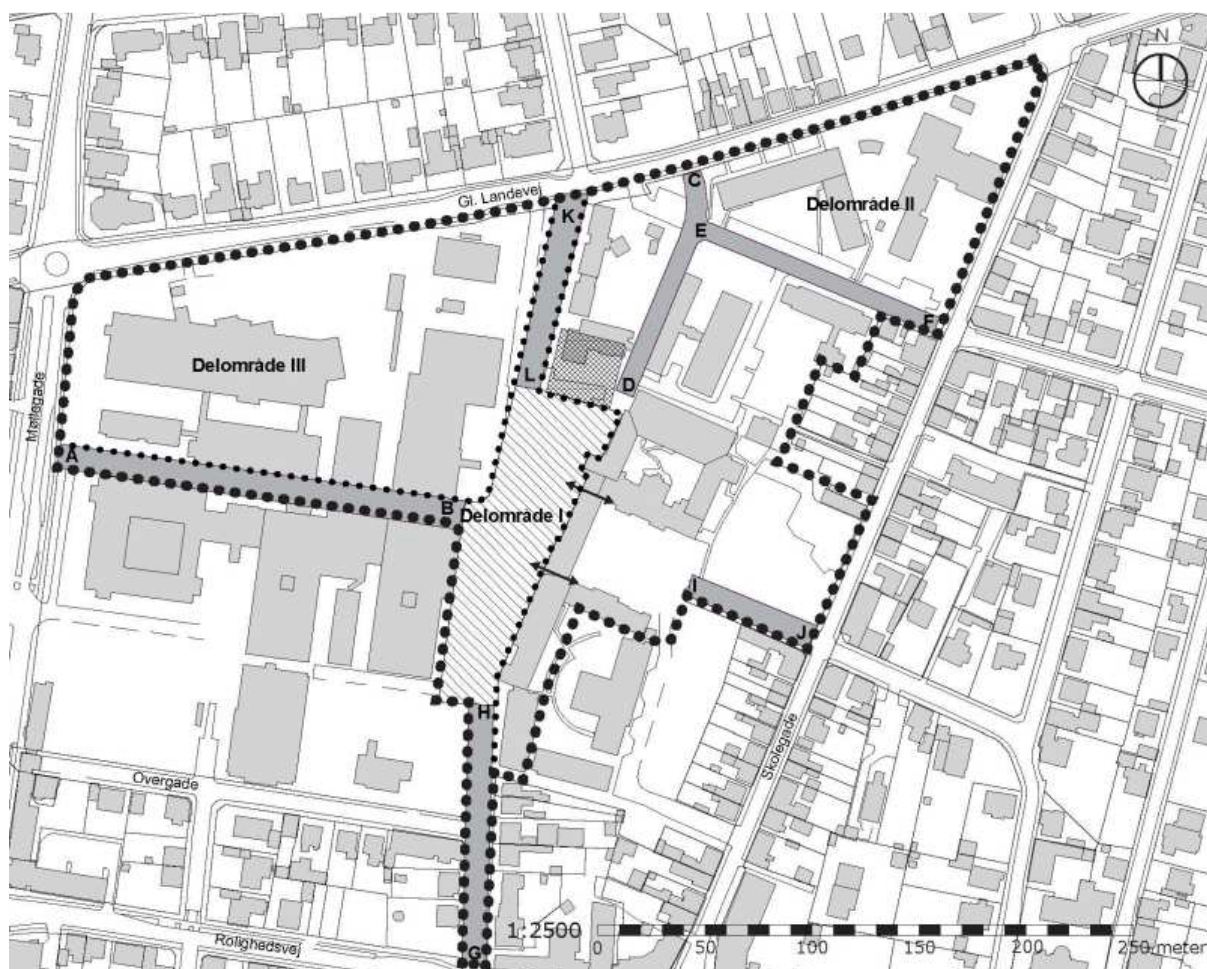 N
C
Gl. Landevej
K
Delområde II
E
F
Delområde III
L
D
Møllegade
A
B
Delområde I
I
J
H
Skolegade
Overgade
1:2500
0 50 100 150 200 250 meter
Rolighedsvej
G